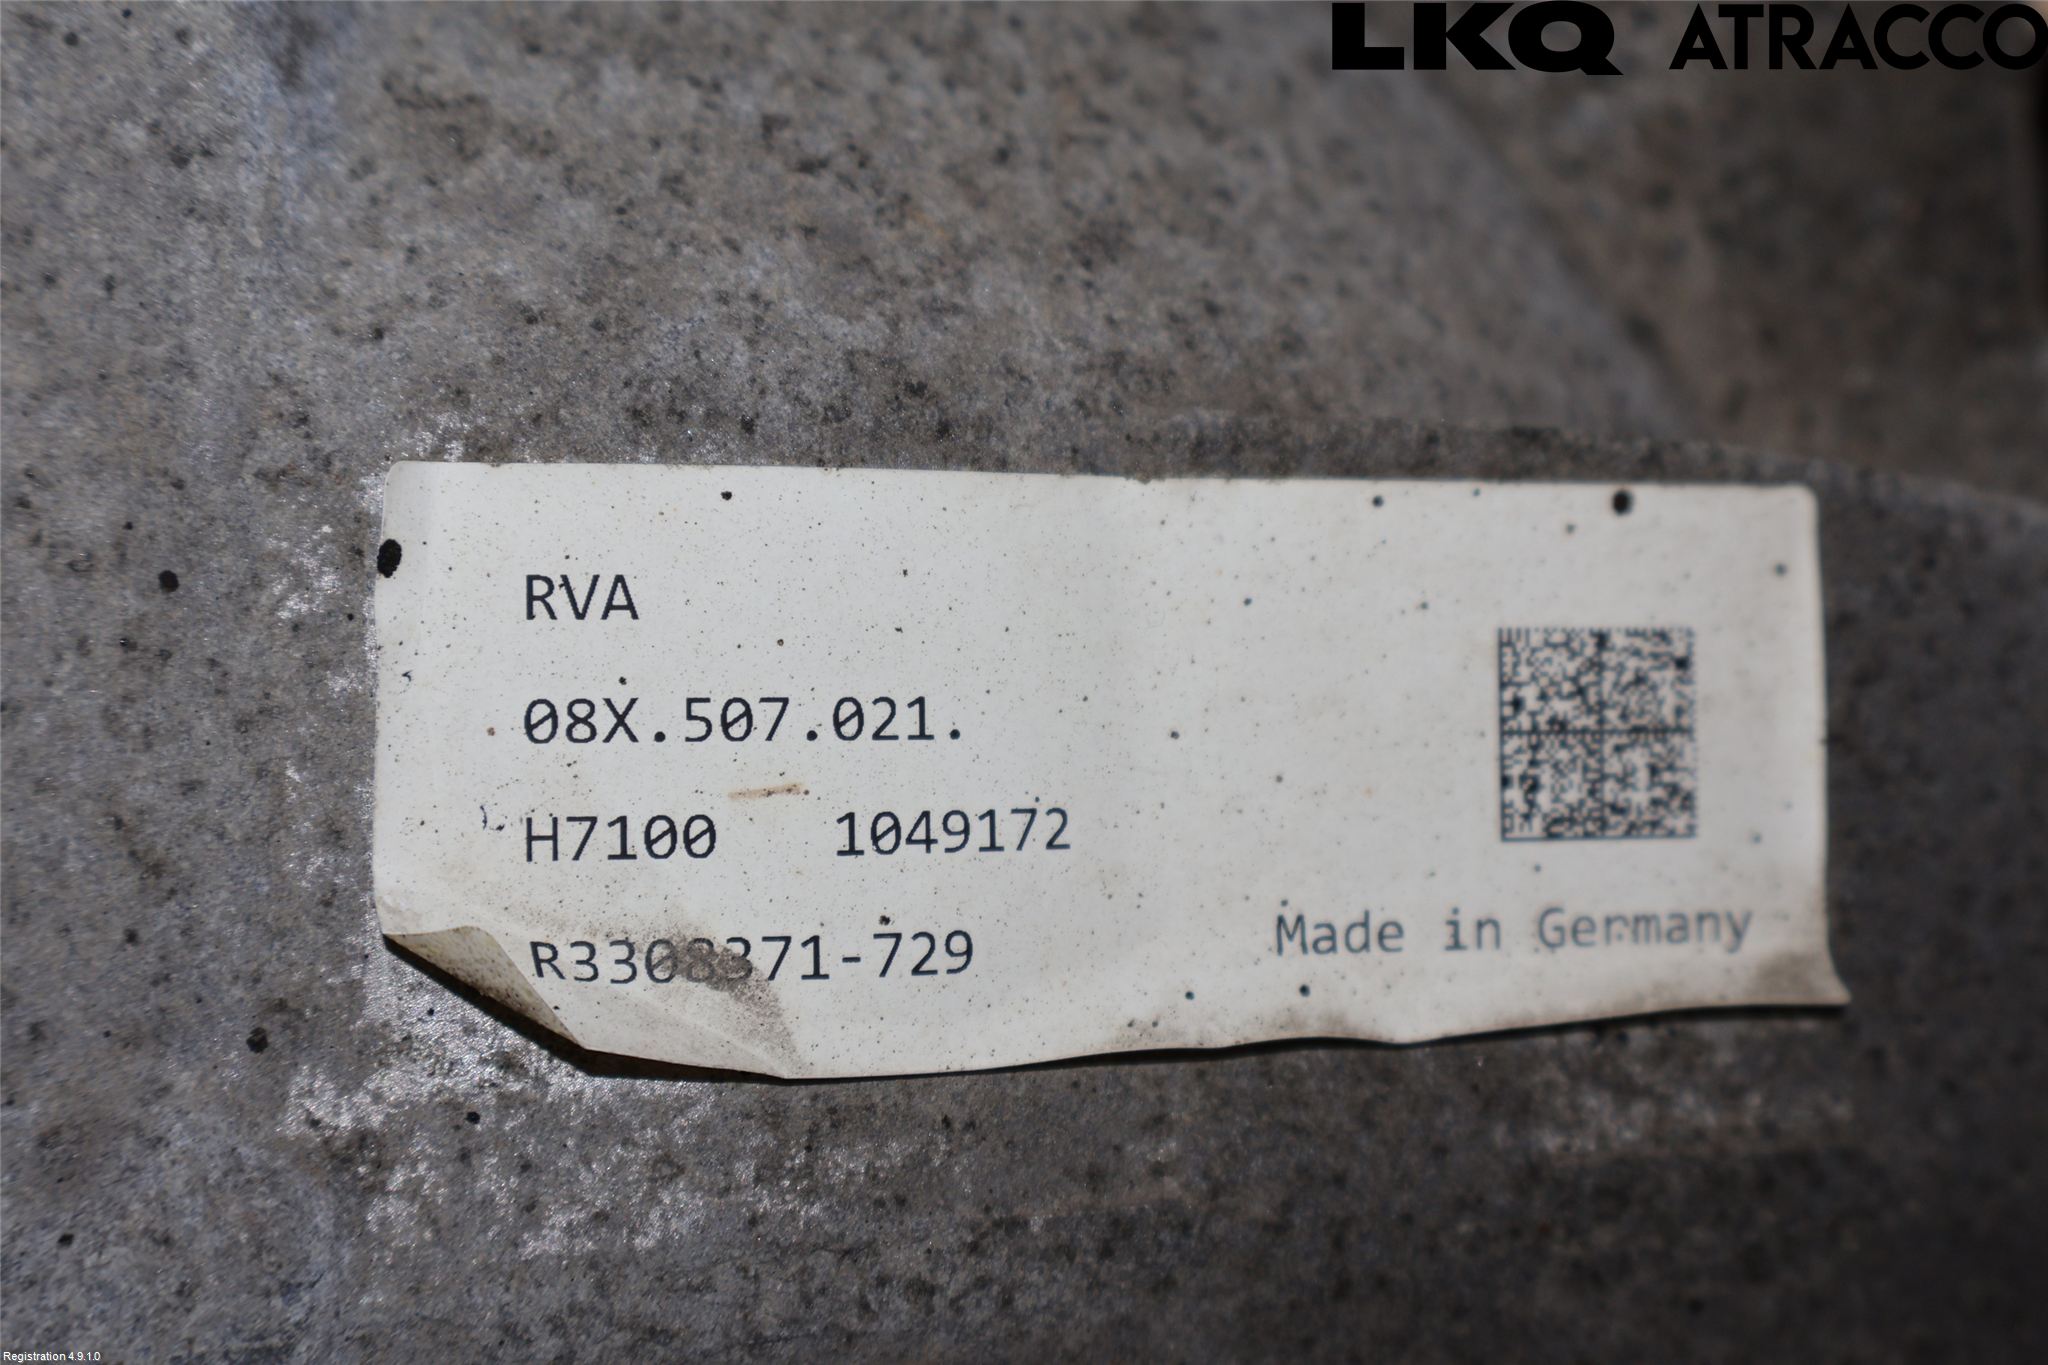 LKQ ATRACCO
RVA
08X.507.021.
H7100 1049172
R3308371-729
Made in Germany
Registration 4.9.1.0